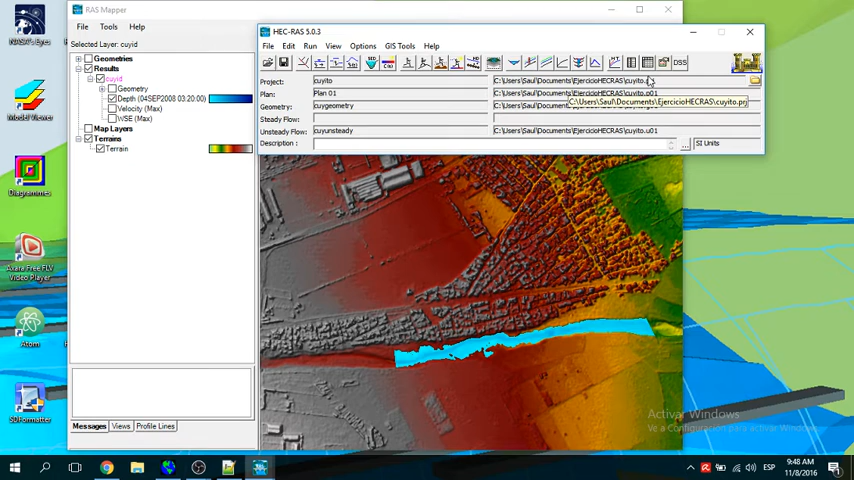 RAS Mapper
File Tools Help
Selected Layer: cuyid
Geometries
Results
cuyid
Geometry
Depth (04SEP2008 03:20:00)
Velocity (Max)
WSE (Max)
Map Layers
Terrains
Terrain
Messages Views Profile Lines
HEC-RAS 5.0.3
File Edit Run View Options GIS Tools Help
DSS
Project: cuyito C:\Users\Saul\Documents\EjercicioHECRAS\cuyito.
Plan: Plan 01 C:\Users\Saul\Documents\EjercicioHECRAS\cuyito.p01
C:\Users\Saul\Documents\EjercicioHECRAS\cuyito.prj
Geometry: cuygeometry
Steady Flow:
Unsteady Flow: cuyunsteady C:\Users\Saul\Documents\EjercicioHECRAS\cuyito.u01
Description : ... SI Units
NASA's Eyes
Model Viewer
Diagrammes
Axara Free FLV
Video Player
Atom
SDFormatter
Activar Windows
Ve a Configuración para activar Windows.
ESP
9:48 AM
11/8/2016